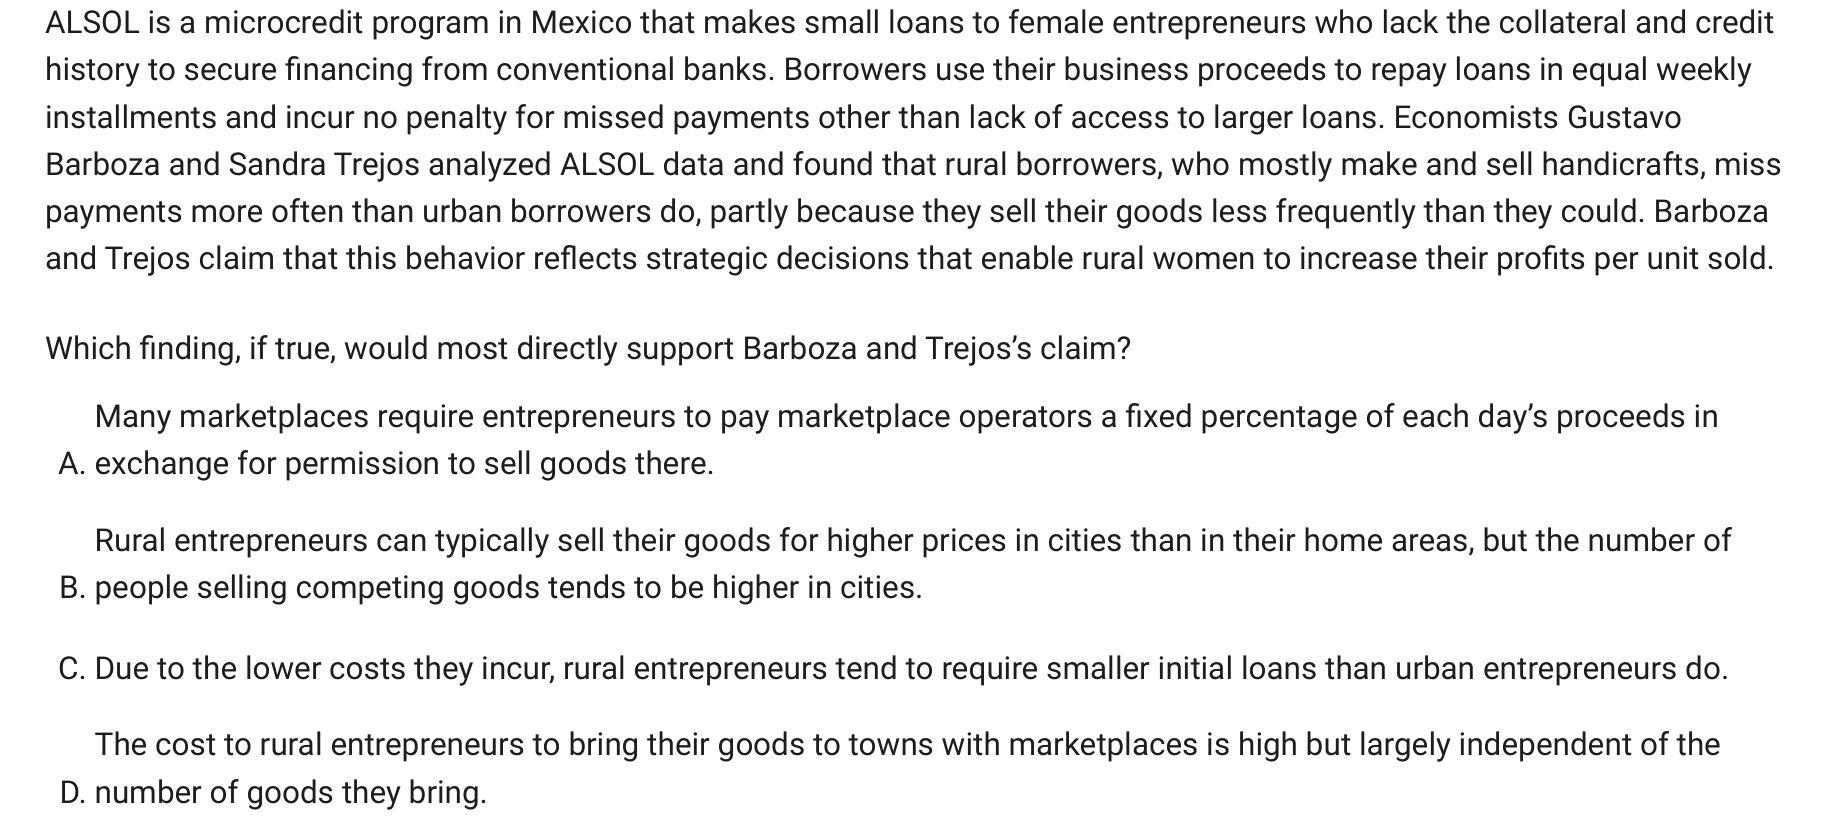 ALSOL is a microcredit program in Mexico that makes small loans to female entrepreneurs who lack the collateral and credit
history to secure financing from conventional banks. Borrowers use their business proceeds to repay loans in equal weekly
installments and incur no penalty for missed payments other than lack of access to larger loans. Economists Gustavo
Barboza and Sandra Trejos analyzed ALSOL data and found that rural borrowers, who mostly make and sell handicrafts, miss
payments more often than urban borrowers do, partly because they sell their goods less frequently than they could. Barboza
and Trejos claim that this behavior reflects strategic decisions that enable rural women to increase their profits per unit sold.
Which finding, if true, would most directly support Barboza and Trejos’s claim?
Many marketplaces require entrepreneurs to pay marketplace operators a fixed percentage of each day’s proceeds in
A. exchange for permission to sell goods there.
Rural entrepreneurs can typically sell their goods for higher prices in cities than in their home areas, but the number of
B. people selling competing goods tends to be higher in cities.
C. Due to the lower costs they incur, rural entrepreneurs tend to require smaller initial loans than urban entrepreneurs do.
The cost to rural entrepreneurs to bring their goods to towns with marketplaces is high but largely independent of the
D. number of goods they bring.